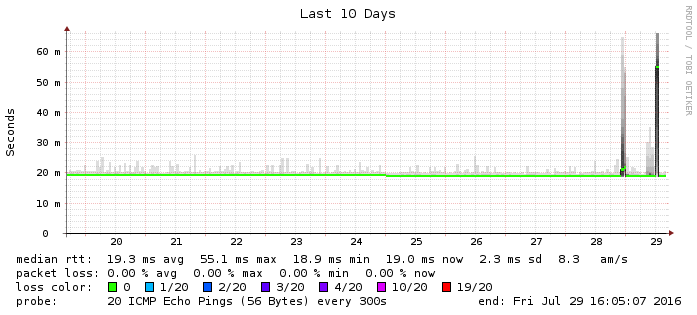 Last 10 Days
RRDTOOL / TOBI OETIKER
Seconds
60 m
50 m
40 m
30 m
20 m
10 m
0
20 21 22 23 24 25 26 27 28 29
median rtt: 19.3 ms avg 55.1 ms max 18.9 ms min 19.0 ms now 2.3 ms sd 8.3 am/s
packet loss: 0.00 % avg 0.00 % max 0.00 % min 0.00 % now
loss color: 0 1/20 2/20 3/20 4/20 10/20 19/20
probe: 20 ICMP Echo Pings (56 Bytes) every 300s end: Fri Jul 29 16:05:07 2016